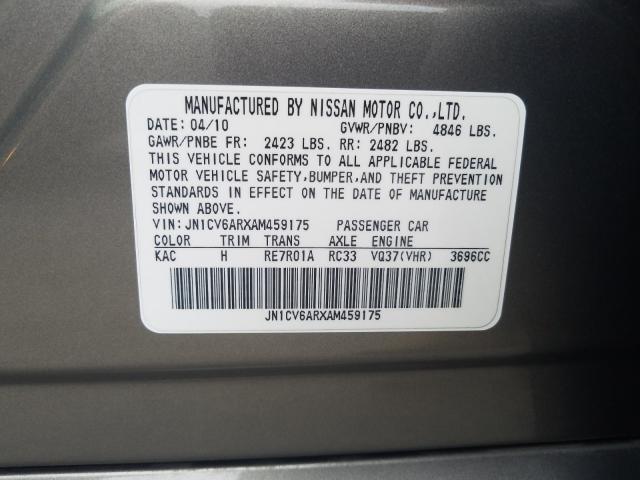 MANUFACTURED BY NISSAN MOTOR CO.,LTD.
DATE: 04/10 GVWR/PNBV: 4846 LBS.
GAWR/PNBE FR: 2423 LBS. RR: 2482 LBS.
THIS VEHICLE CONFORMS TO ALL APPLICABLE FEDERAL
MOTOR VEHICLE SAFETY,BUMPER,AND THEFT PREVENTION
STANDARDS IN EFFECT ON THE DATE OF MANUFACTURE
SHOWN ABOVE.
VIN:JN1CV6ARXAM459175 PASSENGER CAR
COLOR TRIM TRANS AXLE ENGINE
KAC H RE7R01A RC33 VQ37(VHR) 3696CC
JN1CV6ARXAM459175